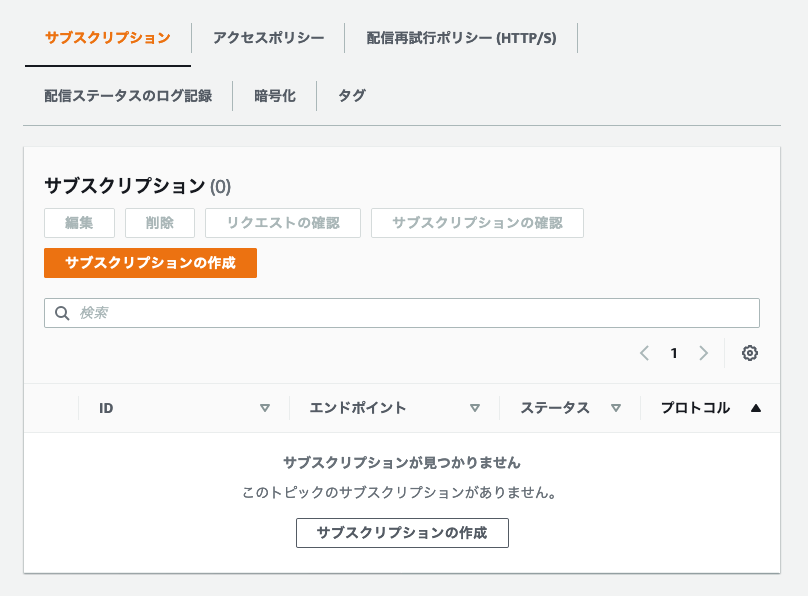 サブスクリプション アクセスポリシー 配信再試行ポリシー (HTTP/S)
配信ステータスのログ記録 暗号化 タグ
サブスクリプション (0)
編集 削除 リクエストの確認 サブスクリプションの確認
サブスクリプションの作成
検索
1
ID エンドポイント ステータス プロトコル
サブスクリプションが見つかりません
このトピックのサブスクリプションがありません。
サブスクリプションの作成